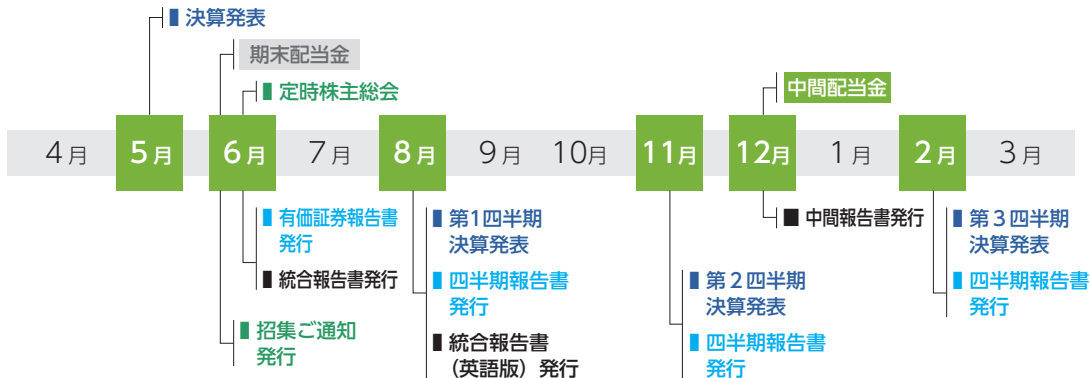 決算発表
期末配当金
定時株主総会
中間配当金
4月 5月 6月 7月 8月 9月 10月 11月 12月 1月 2月 3月
有価証券報告書
発行
統合報告書発行
招集ご通知
発行
第1四半期
決算発表
四半期報告書
発行
統合報告書
（英語版）発行
第２四半期
決算発表
四半期報告書
発行
中間報告書発行
第３四半期
決算発表
四半期報告書
発行